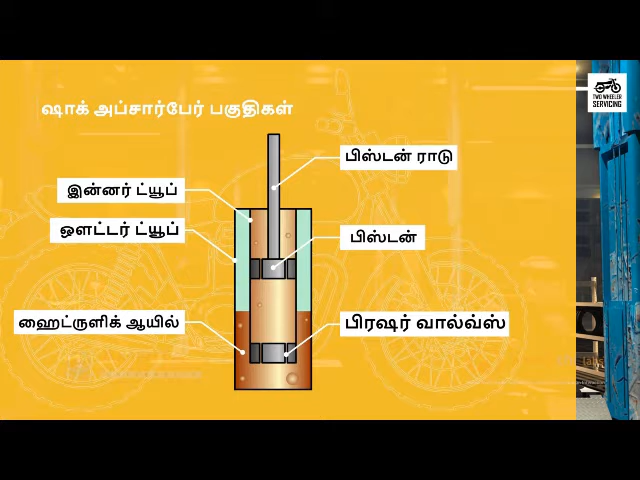 TWO WHEELER
SERVICING
ஷாக் அப்சார்பேர் பகுதிகள்
பிஸ்டன் ராடு
இன்னர் ட்யூப்
ஔட்டர் ட்யூப்
பிஸ்டன்
ஹைட்ருளிக் ஆயில்
பிரஷர் வால்வ்ஸ்